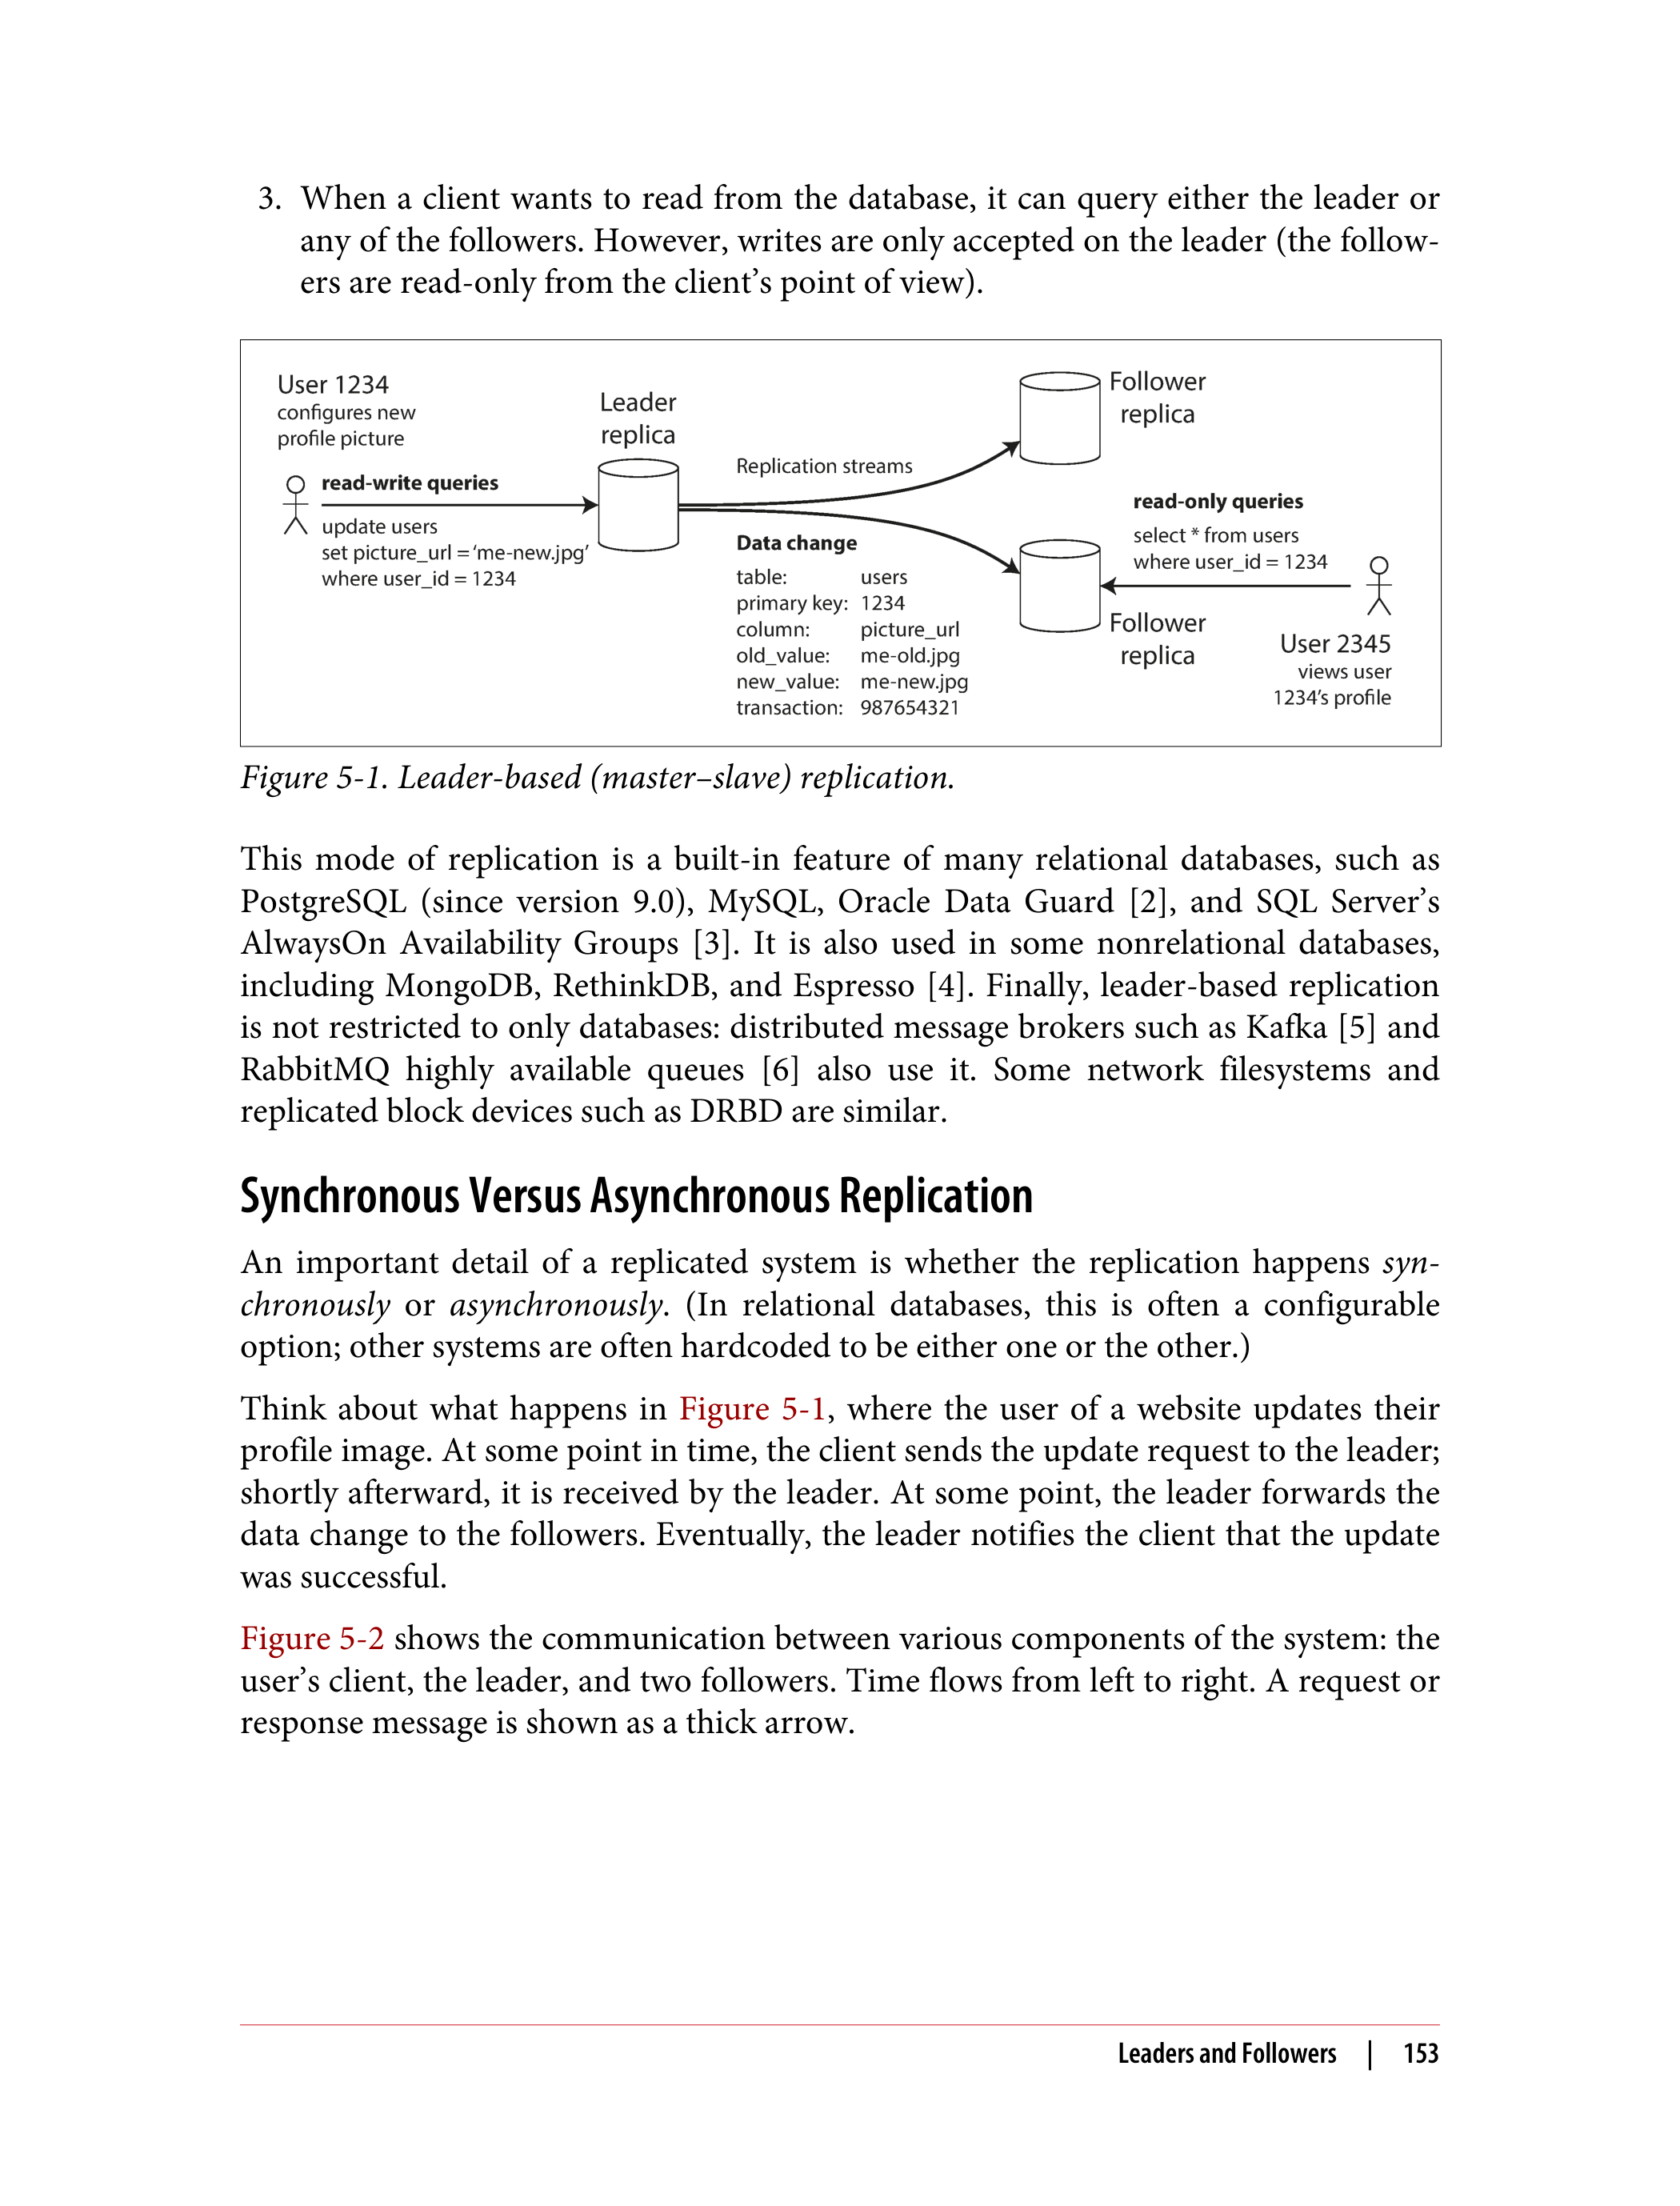 3. When a client wants to read from the database, it can query either the leader or
any of the followers. However, writes are only accepted on the leader (the follow-
ers are read-only from the client’s point of view).
User 1234
configures new
profile picture
read-write queries
update users
set picture_url = ‘me-new.jpg’
where user_id = 1234
Leader
replica
Replication streams
Data change
table: users
primary key: 1234
column: picture_url
old_value: me-old.jpg
new_value: me-new.jpg
transaction: 987654321
Follower
replica
read-only queries
select * from users
where user_id = 1234
Follower
replica
User 2345
views user
1234’s profile
Figure 5-1. Leader-based (master–slave) replication.
This mode of replication is a built-in feature of many relational databases, such as
PostgreSQL (since version 9.0), MySQL, Oracle Data Guard [2], and SQL Server’s
AlwaysOn Availability Groups [3]. It is also used in some nonrelational databases,
including MongoDB, RethinkDB, and Espresso [4]. Finally, leader-based replication
is not restricted to only databases: distributed message brokers such as Kafka [5] and
RabbitMQ highly available queues [6] also use it. Some network filesystems and
replicated block devices such as DRBD are similar.
Synchronous Versus Asynchronous Replication
An important detail of a replicated system is whether the replication happens syn-
chronously or asynchronously. (In relational databases, this is often a configurable
option; other systems are often hardcoded to be either one or the other.)
Think about what happens in Figure 5-1, where the user of a website updates their
profile image. At some point in time, the client sends the update request to the leader;
shortly afterward, it is received by the leader. At some point, the leader forwards the
data change to the followers. Eventually, the leader notifies the client that the update
was successful.
Figure 5-2 shows the communication between various components of the system: the
user’s client, the leader, and two followers. Time flows from left to right. A request or
response message is shown as a thick arrow.
Leaders and Followers | 153